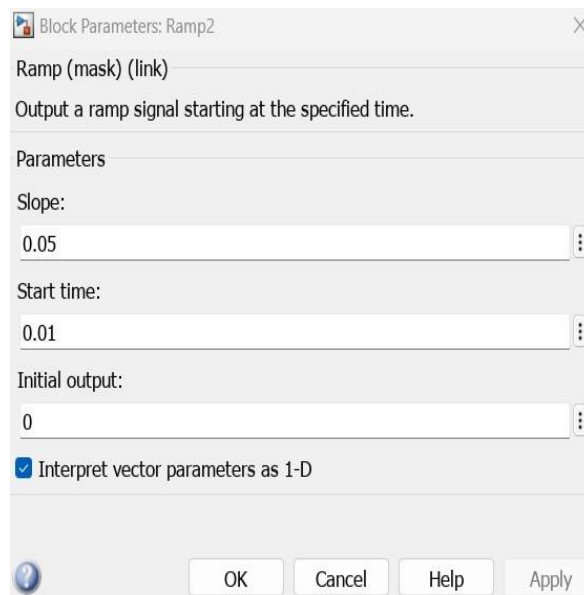 Block Parameters: Ramp2
Ramp (mask) (link)
Output a ramp signal starting at the specified time.
Parameters
Slope:
0.05
Start time:
0.01
Initial output:
0
Interpret vector parameters as 1-D
OK Cancel Help Apply